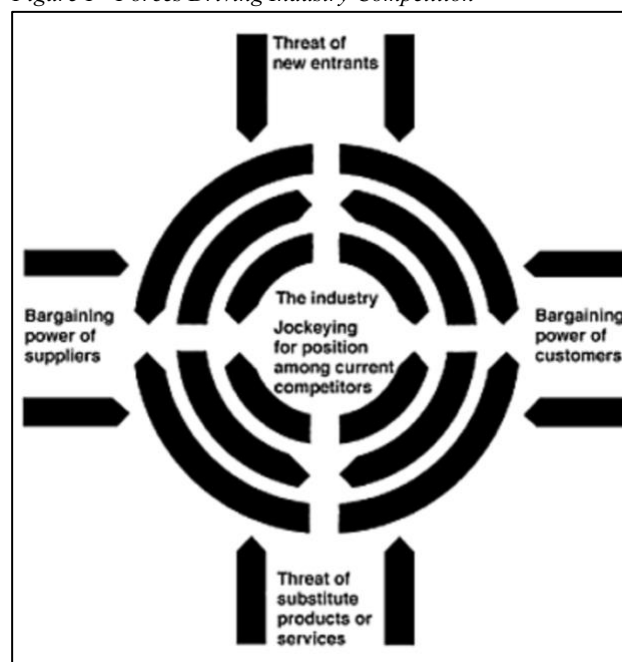 Figure 1 - Forces Driving Industry Competition
Threat of
new entrants
Bargaining
power of
suppliers
The industry
Jockeying
for position
among current
competitors
Bargaining
power of
customers
Threat of
substitute
products or
services